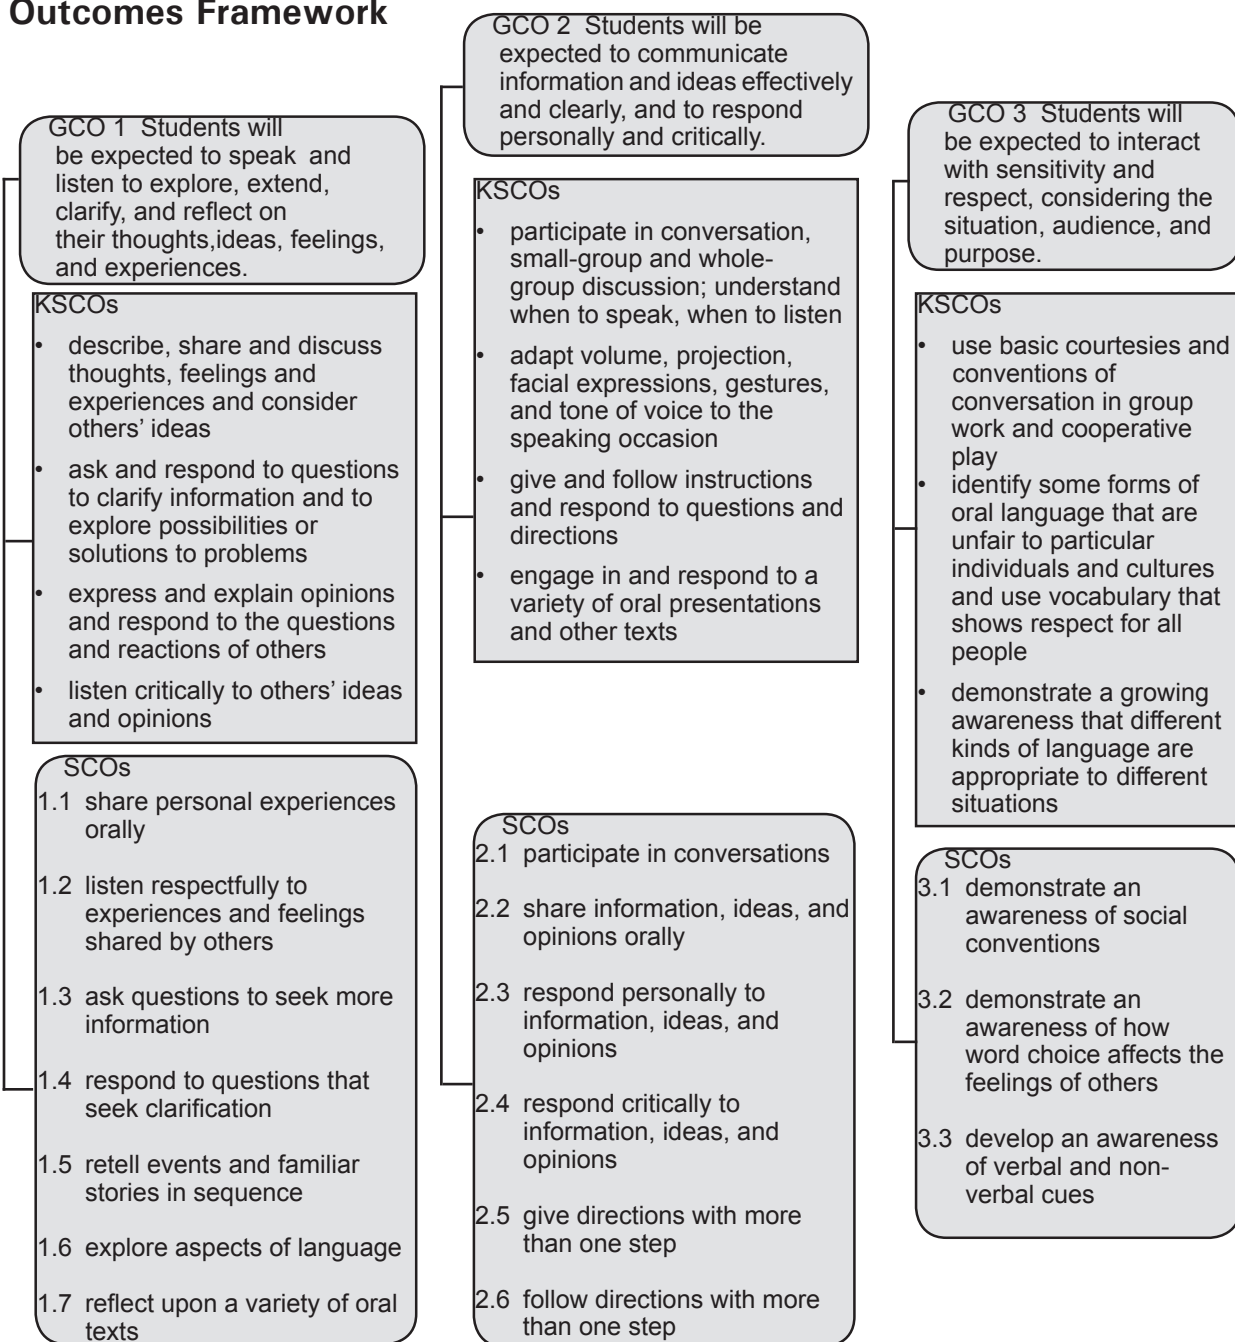 Outcomes Framework
GCO 1  Students will
be expected to speak  and
listen to explore, extend,
clarify, and reflect on
their thoughts,ideas, feelings,
and experiences.
KSCOs
• describe, share and discuss
thoughts, feelings and
experiences and consider
others’ ideas
• ask and respond to questions
to clarify information and to
explore possibilities or
solutions to problems
• express and explain opinions
and respond to the questions
and reactions of others
• listen critically to others’ ideas
and opinions
SCOs
1.1 share personal experiences
orally
1.2 listen respectfully to
experiences and feelings
shared by others
1.3 ask questions to seek more
information
1.4 respond to questions that
seek clarification
1.5 retell events and familiar
stories in sequence
1.6 explore aspects of language
1.7 reflect upon a variety of oral
texts
GCO 2  Students will be
expected to communicate
information and ideas effectively
and clearly, and to respond
personally and critically.
KSCOs
• participate in conversation,
small-group and whole-
group discussion; understand
when to speak, when to listen
• adapt volume, projection,
facial expressions, gestures,
and tone of voice to the
speaking occasion
• give and follow instructions
and respond to questions and
directions
• engage in and respond to a
variety of oral presentations
and other texts
SCOs
2.1 participate in conversations
2.2 share information, ideas, and
opinions orally
2.3 respond personally to
information, ideas, and
opinions
2.4 respond critically to
information, ideas, and
opinions
2.5 give directions with more
than one step
2.6 follow directions with more
than one step
GCO 3  Students will
be expected to interact
with sensitivity and
respect, considering the
situation, audience, and
purpose.
KSCOs
• use basic courtesies and
conventions of
conversation in group
work and cooperative
play
• identify some forms of
oral language that are
unfair to particular
individuals and cultures
and use vocabulary that
shows respect for all
people
• demonstrate a growing
awareness that different
kinds of language are
appropriate to different
situations
SCOs
3.1 demonstrate an
awareness of social
conventions
3.2 demonstrate an
awareness of how
word choice affects the
feelings of others
3.3 develop an awareness
of verbal and non-
verbal cues